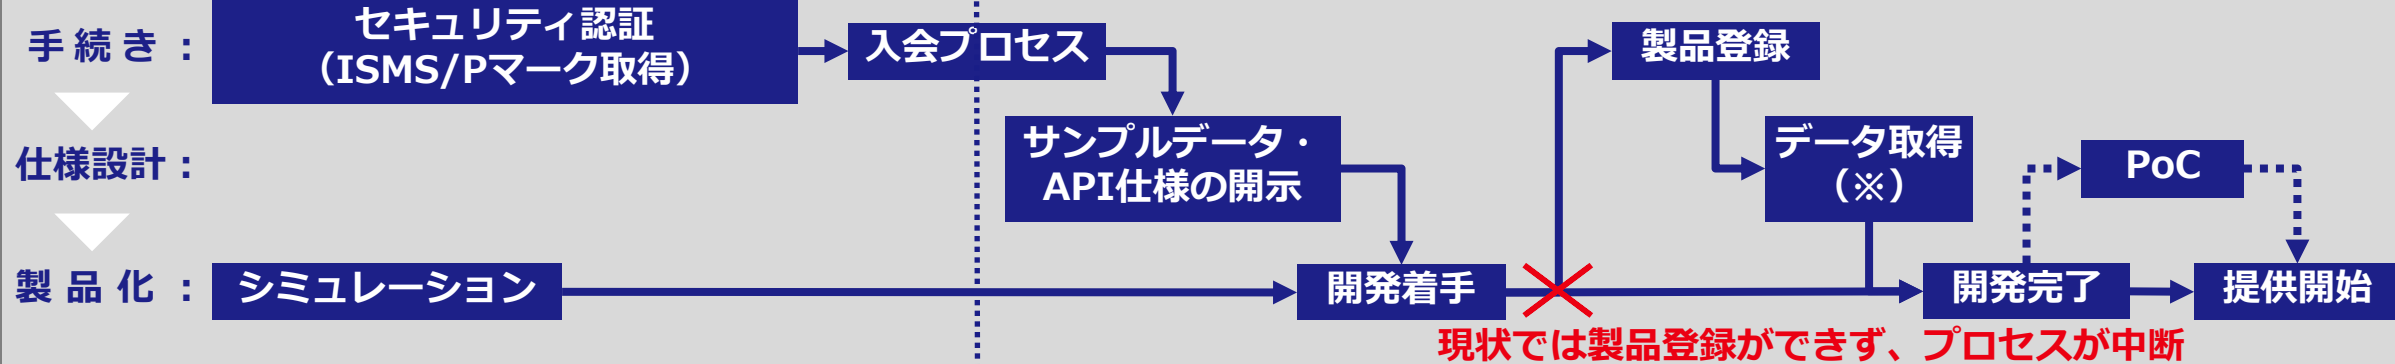 手続き：
セキュリティ認証
（ISMS/Pマーク取得）
入会プロセス
製品登録
仕様設計：
サンプルデータ・
API仕様の開示
データ取得
（※）
PoC
製品化：
シミュレーション
開発着手
開発完了
提供開始
現状では製品登録ができず、プロセスが中断